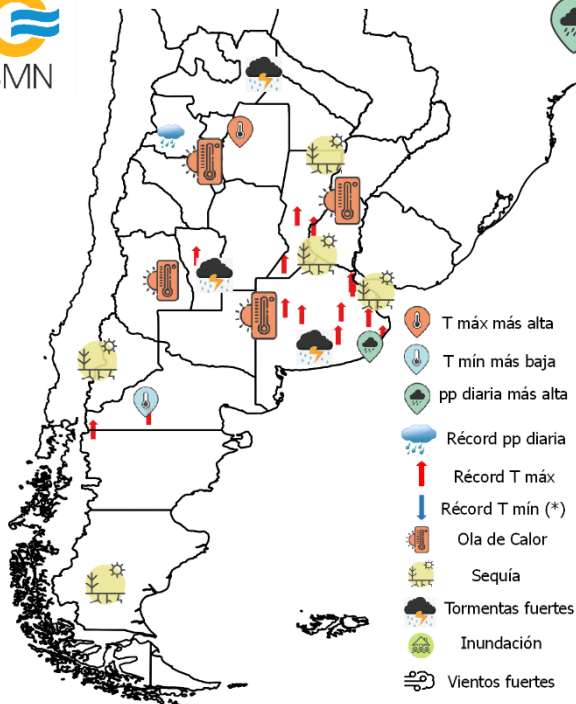 SMN
T máx más alta
T mín más baja
pp diaria más alta
Récord pp diaria
Récord T máx
Récord T mín (*)
Ola de Calor
Sequía
Tormentas fuertes
Inundación
Vientos fuertes